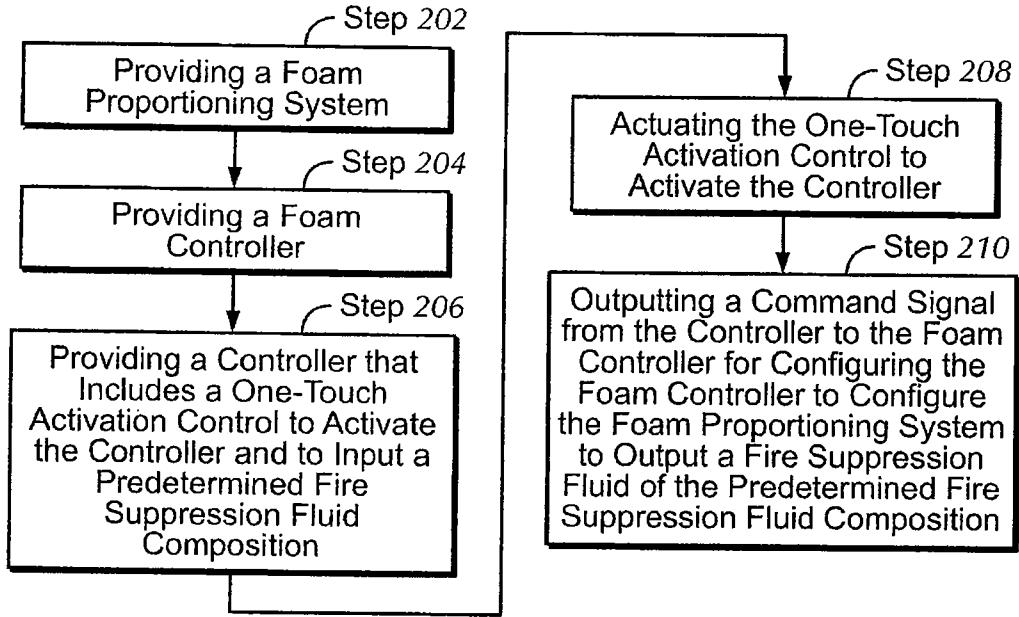 Step 202
Providing a Foam
Proportioning System
Step 204
Providing a Foam
Controller
Step 206
Providing a Controller that
Includes a One-Touch
Activation Control to Activate
the Controller and to Input a
Predetermined Fire
Suppression Fluid
Composition
Step 208
Actuating the One-Touch
Activation Control to
Activate the Controller
Step 210
Outputting a Command Signal
from the Controller to the Foam
Controller for Configuring the
Foam Controller to Configure
the Foam Proportioning System
to Output a Fire Suppression
Fluid of the Predetermined Fire
Suppression Fluid Composition